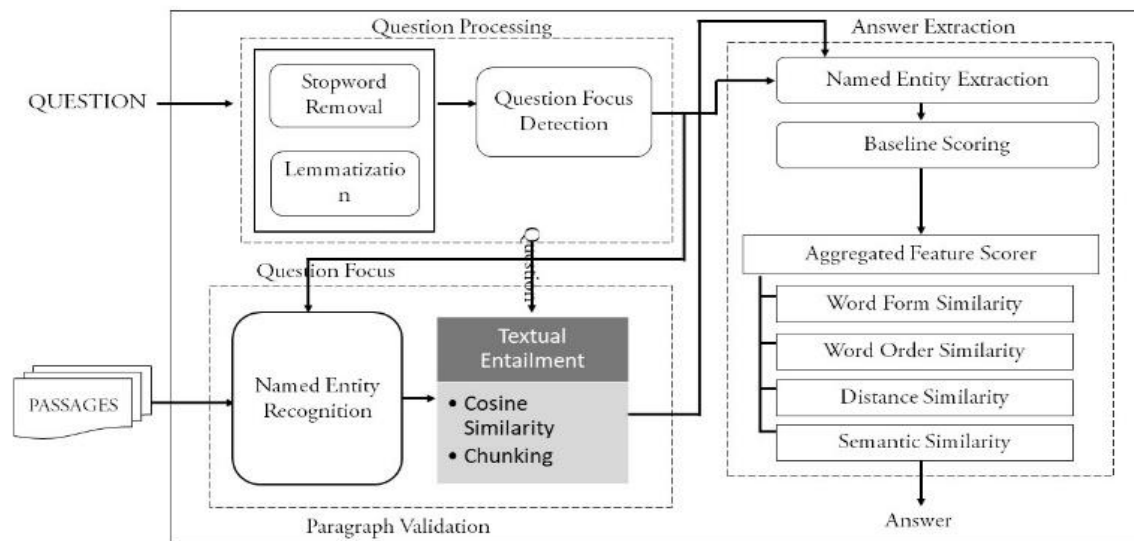 Question Processing
Answer Extraction
QUESTION
Stopword
Removal
Lemmatizatio
n
Question Focus
Detection
Named Entity Extraction
Baseline Scoring
Aggregated Feature Scorer
Word Form Similarity
Word Order Similarity
Distance Similarity
Semantic Similarity
Answer
Question Focus
Question
PASSAGES
Named Entity
Recognition
Textual
Entailment
• Cosine
Similarity
• Chunking
Paragraph Validation